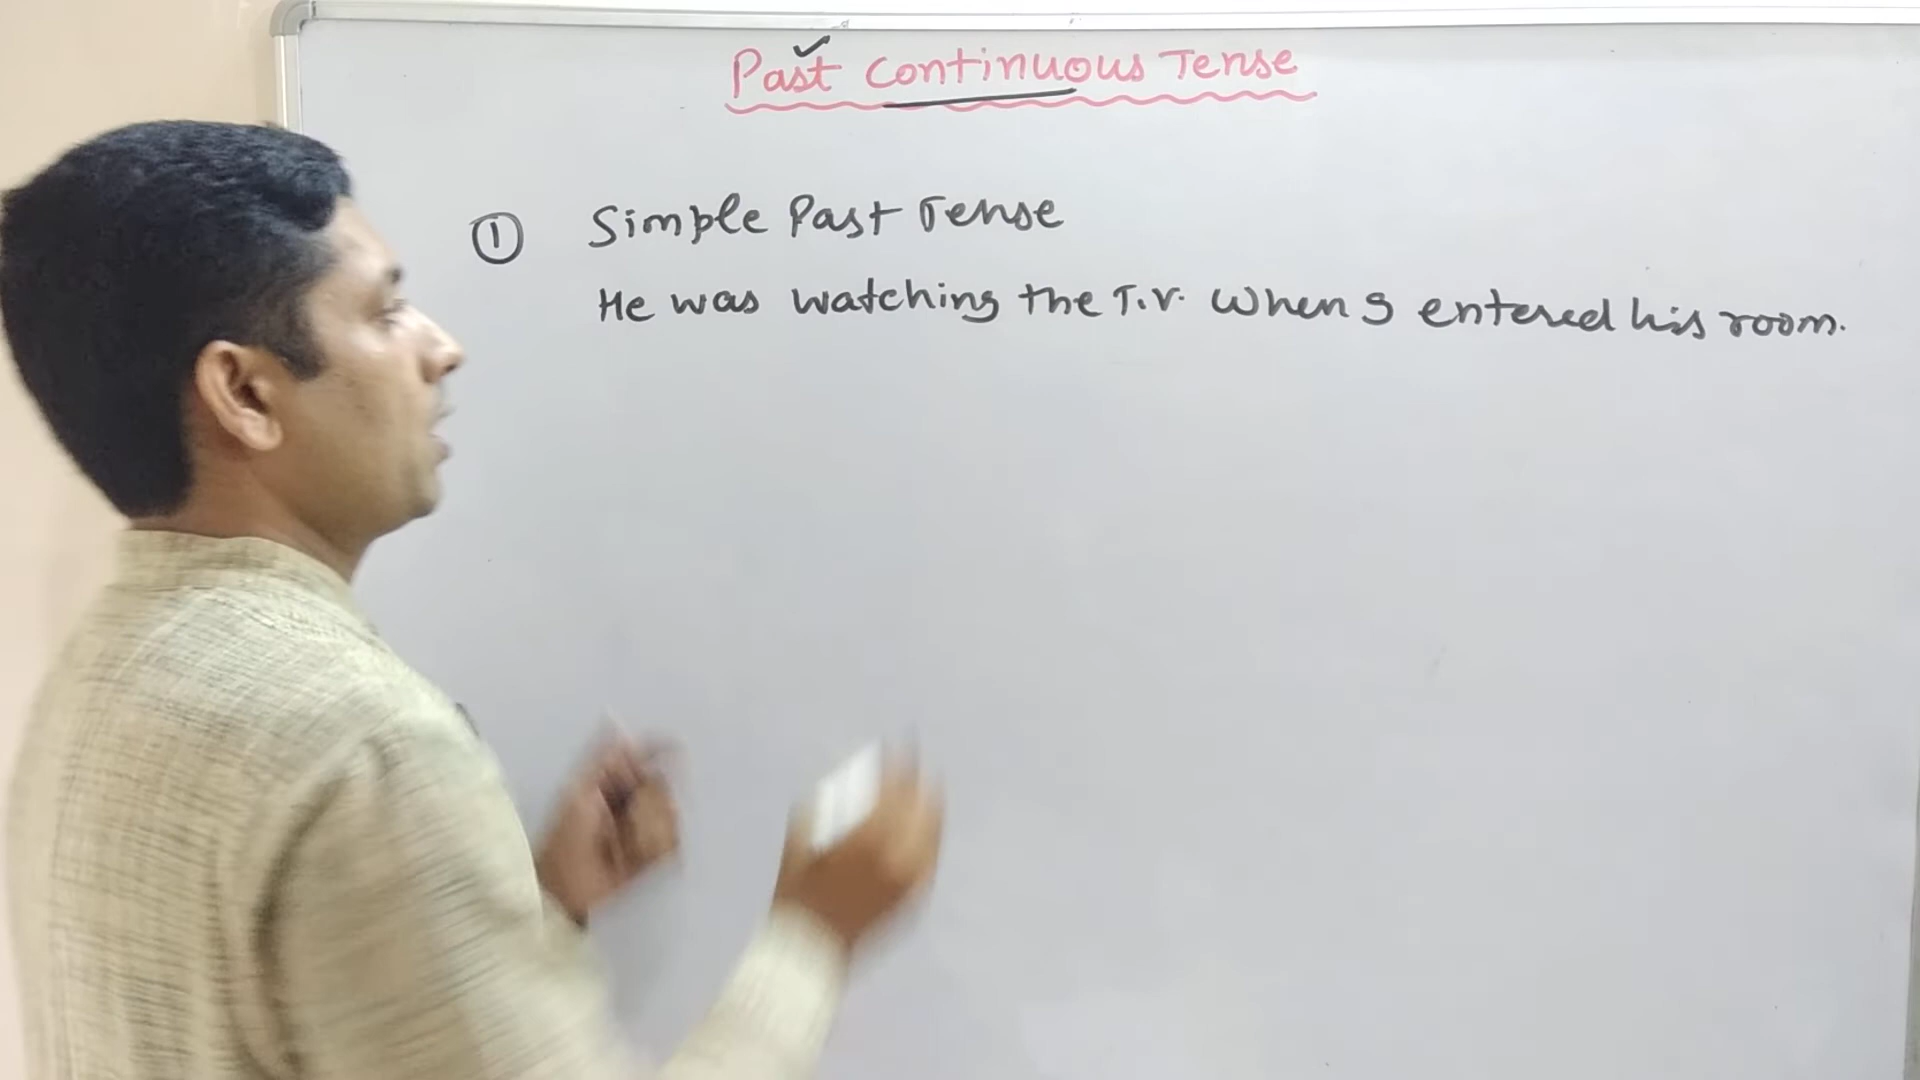 Past Continuous Tense
① Simple Past Tense
He was watching the T.V. when I entered his room.